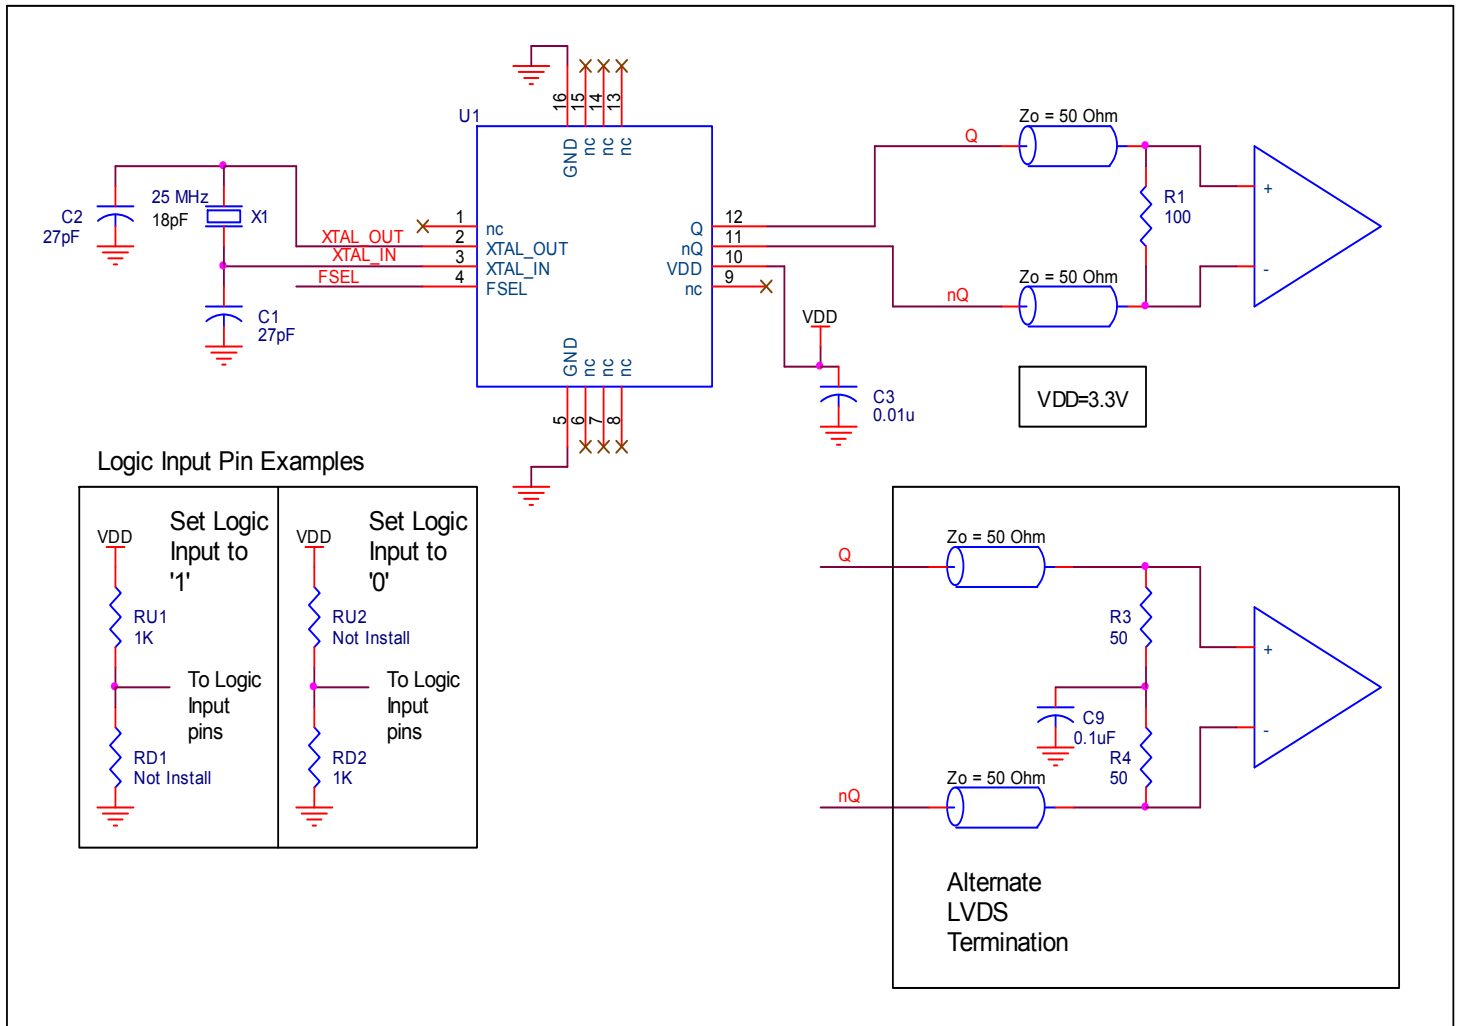 U1
16
15
14
13
GND
nc
nc
nc
Zo = 50 Ohm
Q
C2
27pF
25 MHz
18pF
X1
XTAL_OUT
XTAL_IN
FSEL
1
2
3
4
nc
XTAL_OUT
XTAL_IN
FSEL
Q
nQ
VDD
nc
12
11
10
9
R1
100
+
-
Zo = 50 Ohm
nQ
C1
27pF
VDD
C3
0.01u
VDD=3.3V
GND
nc
nc
nc
5
6
7
8
Logic Input Pin Examples
VDD
Set Logic
Input to
'1'
RU1
1K
To Logic
Input
pins
RD1
Not Install
VDD
Set Logic
Input to
'0'
RU2
Not Install
To Logic
Input
pins
RD2
1K
Zo = 50 Ohm
Q
R3
50
+
-
C9
0.1uF
R4
50
Zo = 50 Ohm
nQ
Alternate
LVDS
Termination